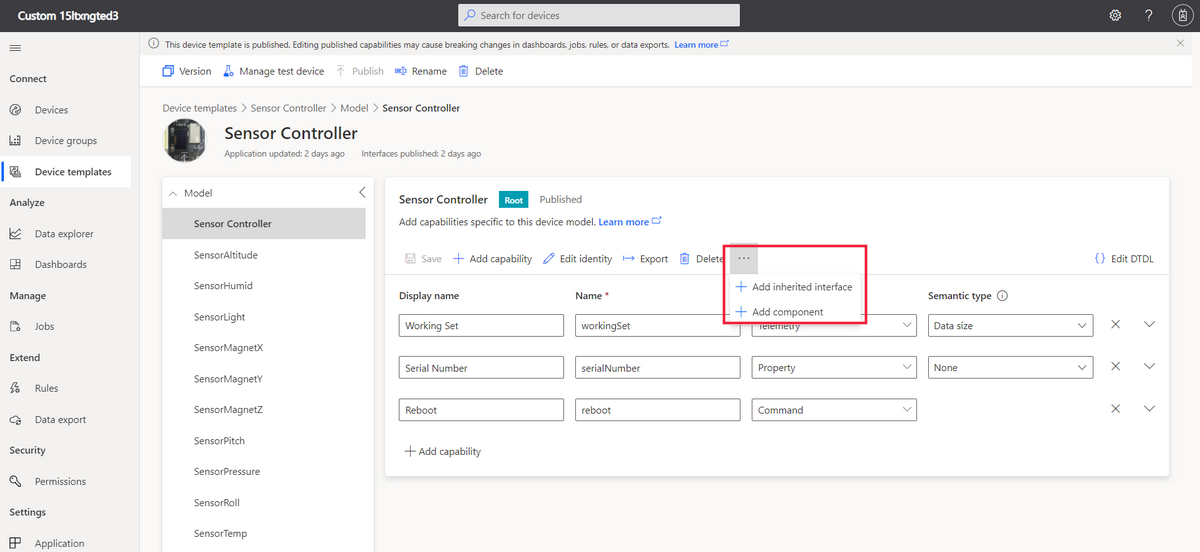 Custom 15ltxngted3
Search for devices
?
This device template is published. Editing published capabilities may cause breaking changes in dashboards, jobs, rules, or data exports. Learn more
Version Manage test device Publish Rename Delete
Connect
Devices
Device groups
Device templates
Analyze
Data explorer
Dashboards
Manage
Jobs
Extend
Rules
Data export
Security
Permissions
Settings
Application
Device templates > Sensor Controller > Model > Sensor Controller
Sensor Controller
Application updated: 2 days ago Interfaces published: 2 days ago
Model
Sensor Controller
SensorAltitude
SensorHumid
SensorLight
SensorMagnetX
SensorMagnetY
SensorMagnetZ
SensorPitch
SensorPressure
SensorRoll
SensorTemp
Sensor Controller Root Published
Add capabilities specific to this device model. Learn more
Save Add capability Edit identity Export Delete ... Edit DTDL
Add inherited interface
Add component
Display name Name * Semantic type
Working Set workingSet Telemetry Data size
Serial Number serialNumber Property None
Reboot reboot Command
Add capability